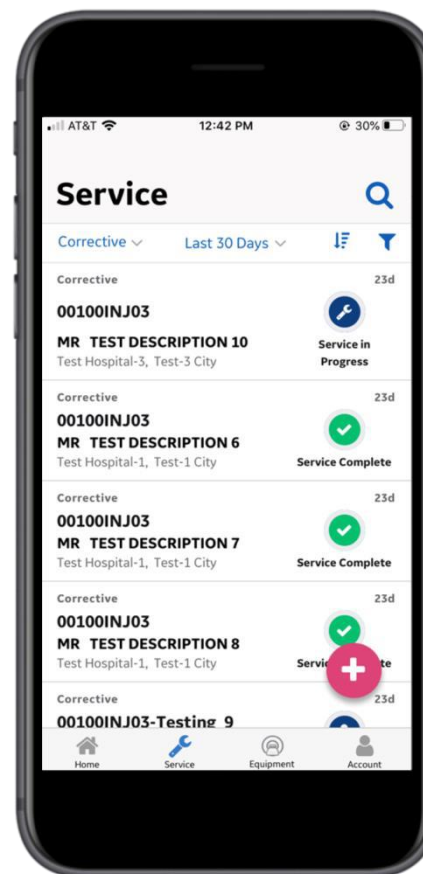 AT&T 12:42 PM 30%
Service
Corrective Last 30 Days
Corrective 23d
00100INJ03
MR TEST DESCRIPTION 10
Test Hospital-3, Test-3 City
Service in
Progress
Corrective 23d
00100INJ03
MR TEST DESCRIPTION 6
Test Hospital-1, Test-1 City
Service Complete
Corrective 23d
00100INJ03
MR TEST DESCRIPTION 7
Test Hospital-1, Test-1 City
Service Complete
Corrective 23d
00100INJ03
MR TEST DESCRIPTION 8
Test Hospital-1, Test-1 City
Corrective 23d
00100INJ03-Testing 9
Home Service Equipment Account